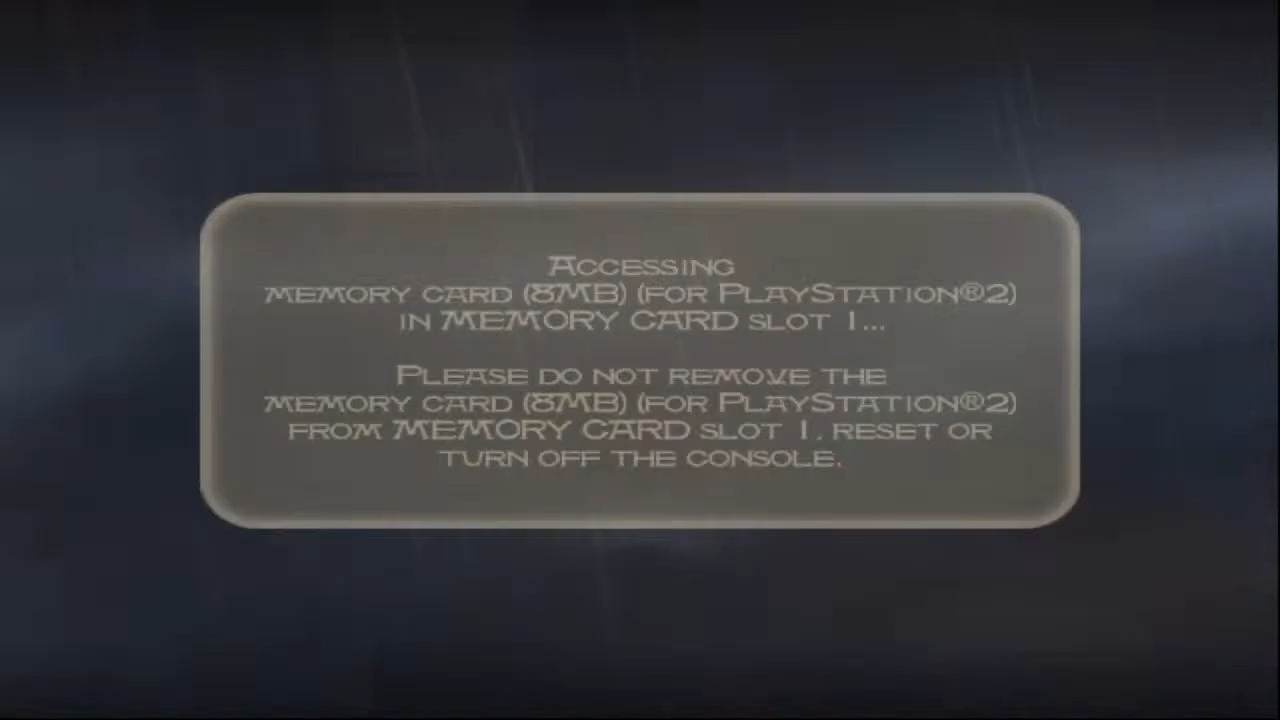 Accessing
memory card (8MB) (for PlayStation®2)
in MEMORY CARD slot 1...
Please do not remove the
memory card (8MB) (for PlayStation®2)
from MEMORY CARD slot 1, reset or
turn off the console.